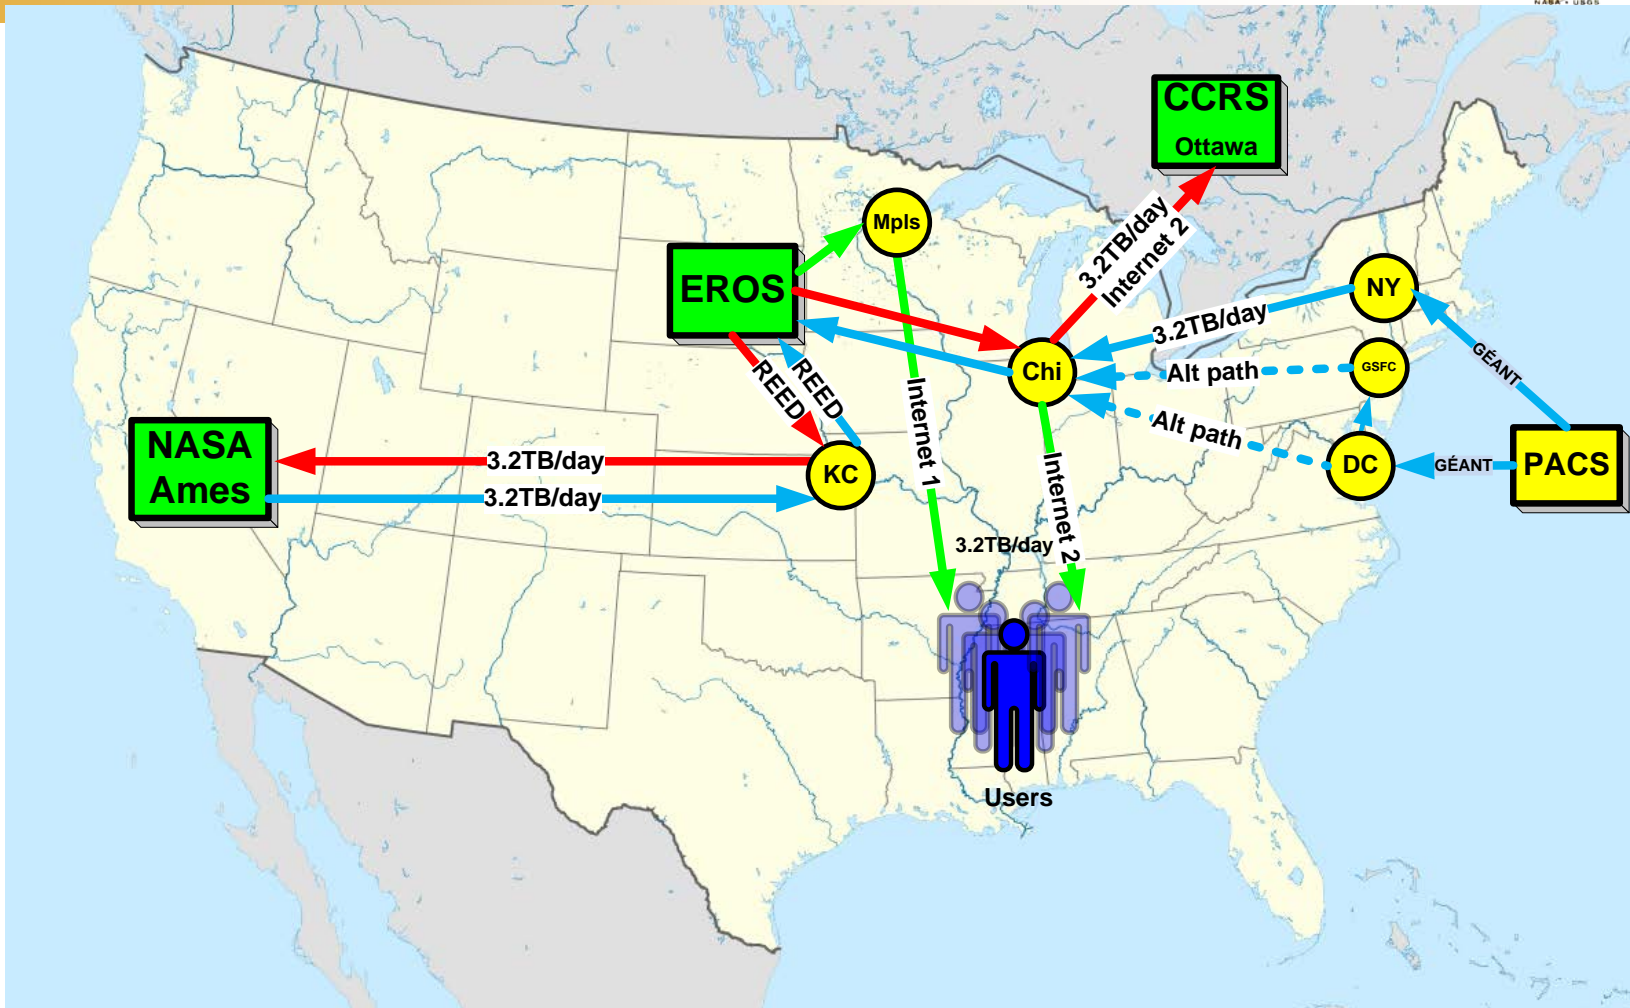 NASA • USGS
CCRS
Ottawa
Mpls
3.2TB/day
Internet 2
EROS
NY
3.2TB/day
GÉANT
Chi
Alt path
GSFC
REED
REED
Internet 1
Alt path
NASA
Ames
3.2TB/day
KC
DC
GÉANT
PACS
3.2TB/day
Internet 2
3.2TB/day
Users